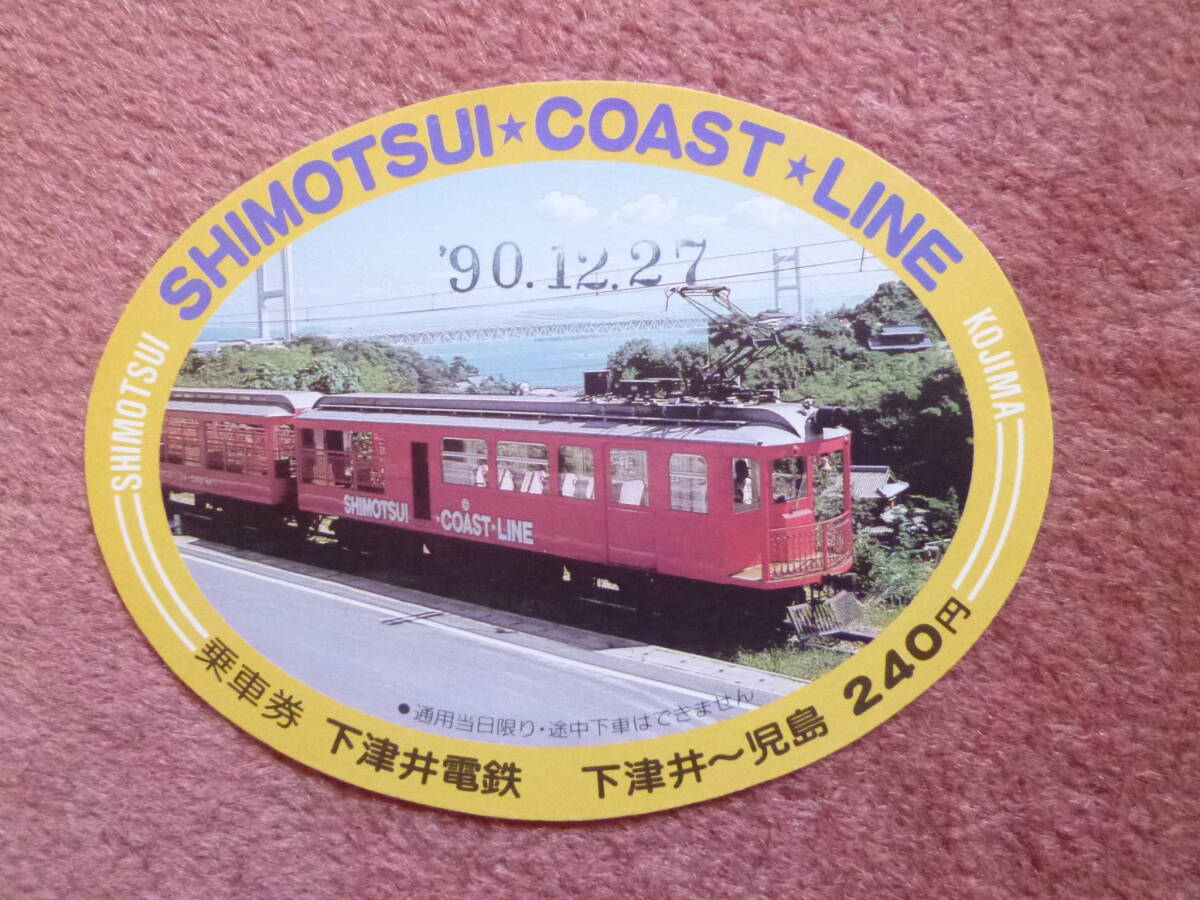 SHIMOTSUI★COAST★LINE
'90.12.27
SHIMOTSUI
KOJIMA
SHIMOTSUI COAST★LINE
●通用当日限り・途中下車はできません
乗車券 下津井電鉄 下津井〜児島 240円